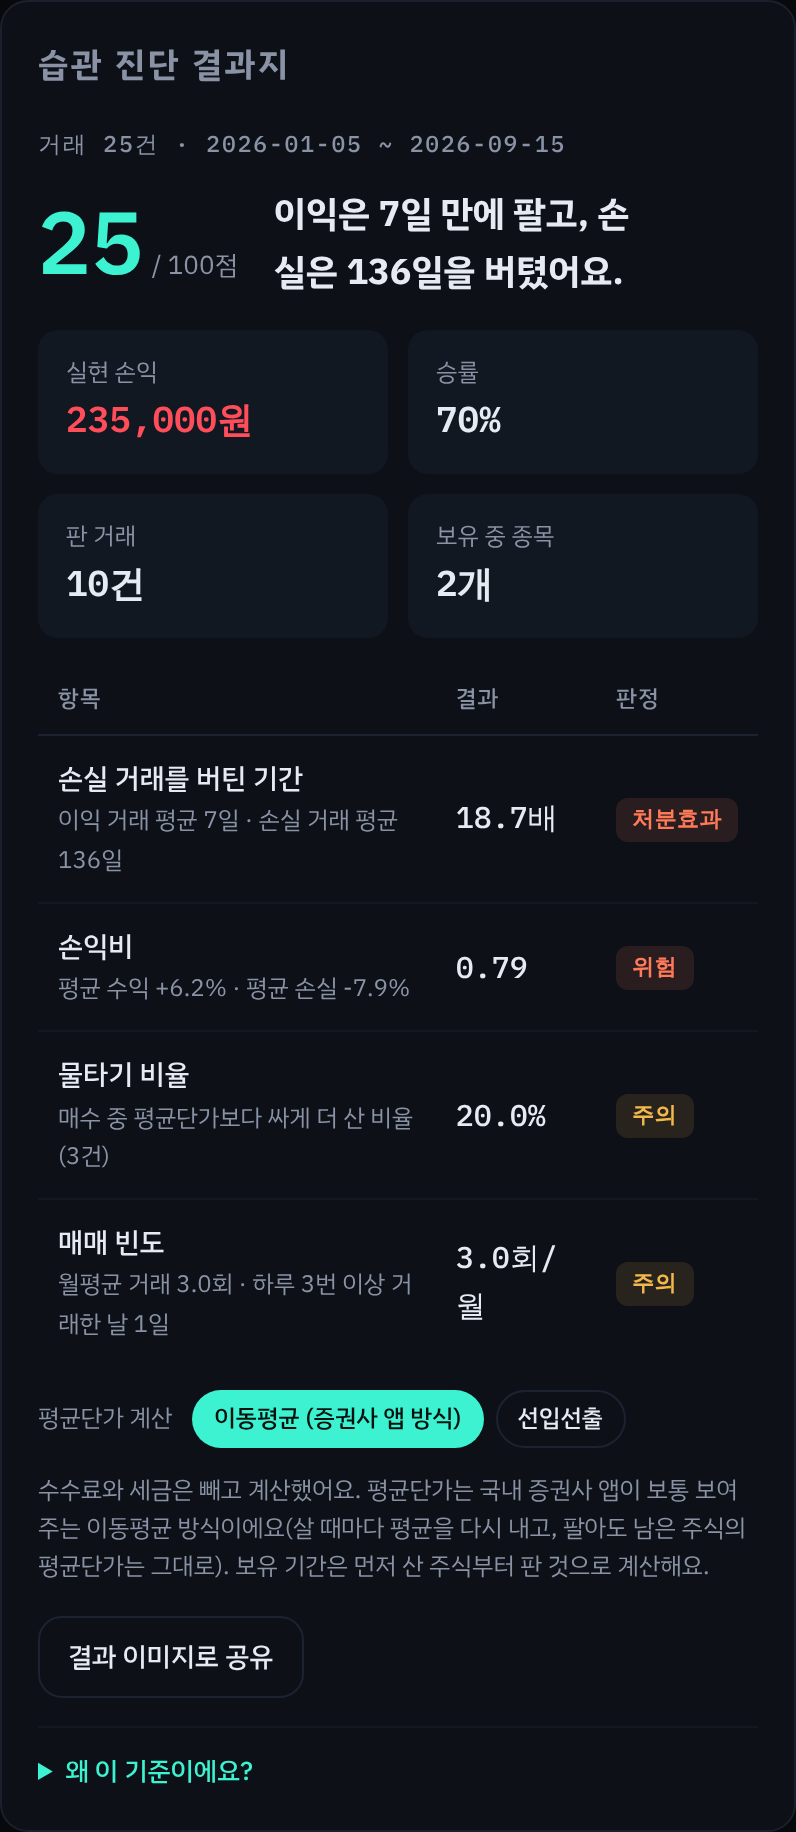 습관 진단 결과지
거래 25건 · 2026-01-05 ~ 2026-09-15
25 / 100점
이익은 7일 만에 팔고, 손
실은 136일을 버텼어요.
실현 손익
235,000원
승률
70%
판 거래
10건
보유 중 종목
2개
항목 결과 판정
손실 거래를 버틴 기간
이익 거래 평균 7일 · 손실 거래 평균
136일
18.7배
처분효과
손익비
평균 수익 +6.2% · 평균 손실 -7.9%
0.79
위험
물타기 비율
매수 중 평균단가보다 싸게 더 산 비율
(3건)
20.0%
주의
매매 빈도
월평균 거래 3.0회 · 하루 3번 이상 거
래한 날 1일
3.0회/
월
주의
평균단가 계산 이동평균 (증권사 앱 방식) 선입선출
수수료와 세금은 빼고 계산했어요. 평균단가는 국내 증권사 앱이 보통 보여
주는 이동평균 방식이에요(살 때마다 평균을 다시 내고, 팔아도 남은 주식의
평균단가는 그대로). 보유 기간은 먼저 산 주식부터 판 것으로 계산해요.
결과 이미지로 공유
▶ 왜 이 기준이에요?